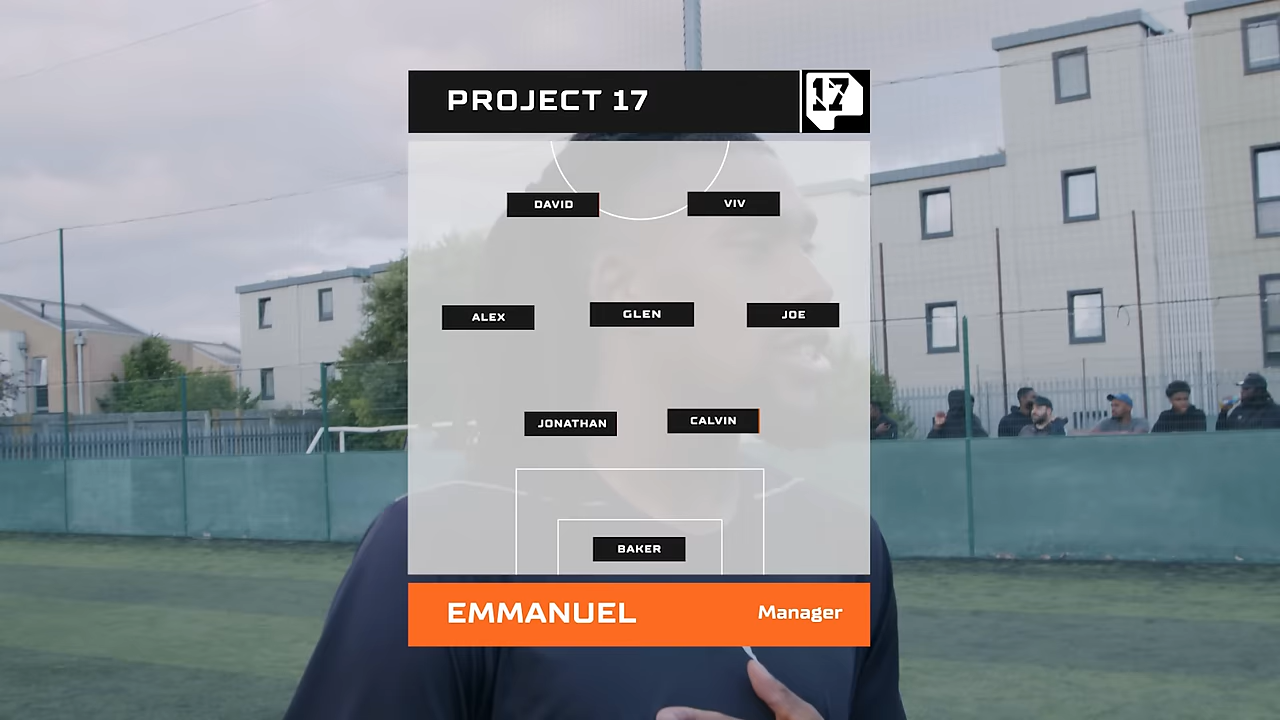 PROJECT 17
17
DAVID
VIV
ALEX
GLEN
JOE
JONATHAN
CALVIN
BAKER
EMMANUEL
Manager